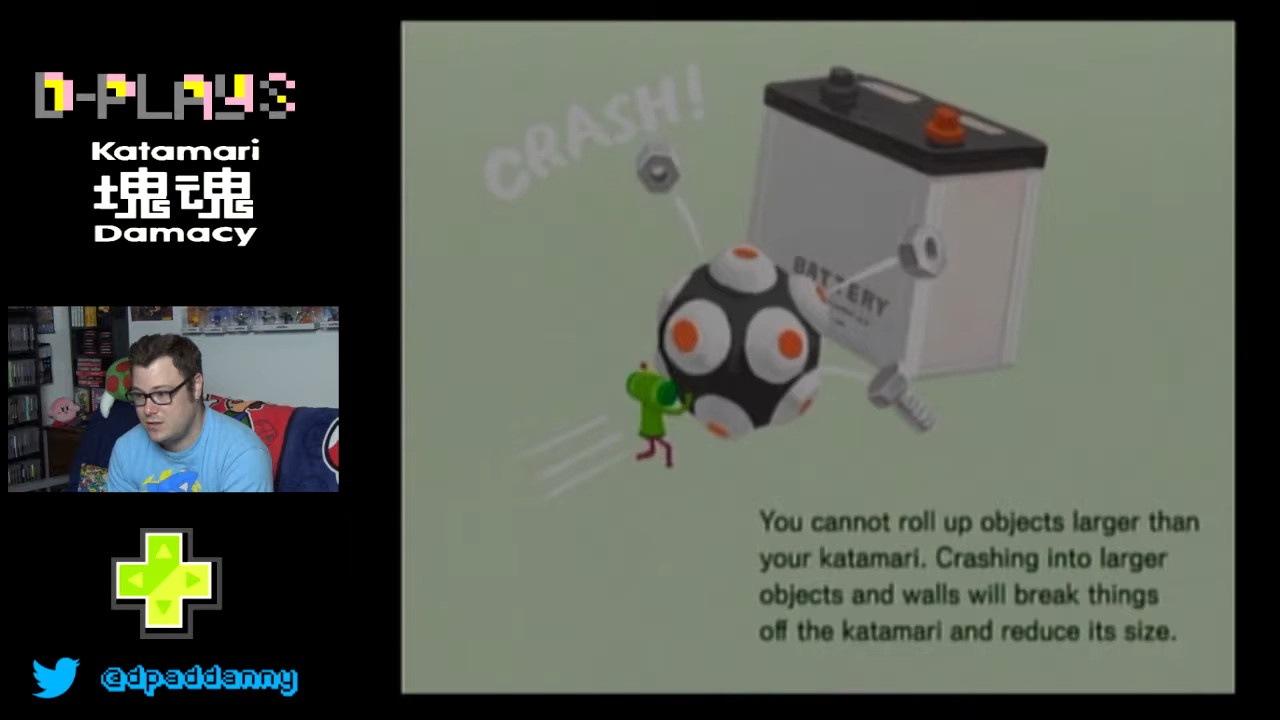 D-PLAYS
Katamari
塊魂
Damacy
@dpaddanny
CRASH!
BATTERY
You cannot roll up objects larger than
your katamari. Crashing into larger
objects and walls will break things
off the katamari and reduce its size.